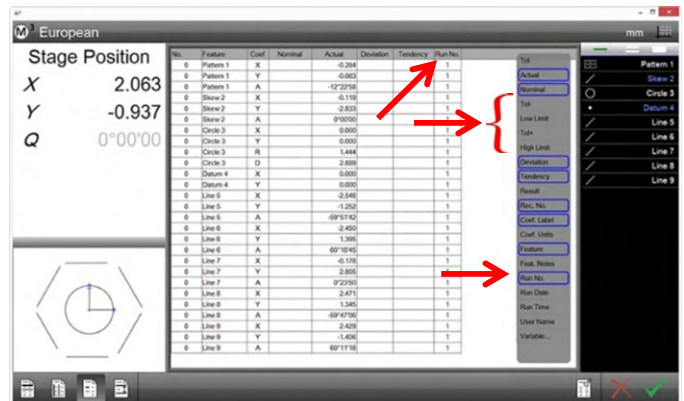 M3 European mm
Stage Position
X 2.063
Y -0.937
Q 0°00'00
No. Feature Coef Nominal Actual Deviation Tendency Run No.
0 Pattern 1 X -0.284 1
0 Pattern 1 Y -0.063 1
0 Pattern 1 A -12°22'58 1
0 Skew 2 X -0.119 1
0 Skew 2 Y -2.833 1
0 Skew 2 A 0°00'00 1
0 Circle 3 X 0.000 1
0 Circle 3 Y 0.000 1
0 Circle 3 R 1.444 1
0 Circle 3 D 2.889 1
0 Datum 4 X 0.000 1
0 Datum 4 Y 0.000 1
0 Line 5 X -2.546 1
0 Line 5 Y -1.252 1
0 Line 5 A -59°51'42 1
0 Line 6 X -2.450 1
0 Line 6 Y 1.395 1
0 Line 6 A 60°16'45 1
0 Line 7 X -0.178 1
0 Line 7 Y 2.805 1
0 Line 7 A 0°23'50 1
0 Line 8 X 2.471 1
0 Line 8 Y 1.345 1
0 Line 8 A -59°47'06 1
0 Line 9 X 2.429 1
0 Line 9 Y -1.406 1
0 Line 9 A 60°11'16 1
Tol
Actual
Nominal
Tol-
Low Limit
Tol+
High Limit
Deviation
Tendency
Result
Rec. No.
Coef. Label
Coef. Units
Feature
Feat. Notes
Run No.
Run Date
Run Time
User Name
Variable...
Pattern 1
Skew 2
Circle 3
Datum 4
Line 5
Line 6
Line 7
Line 8
Line 9